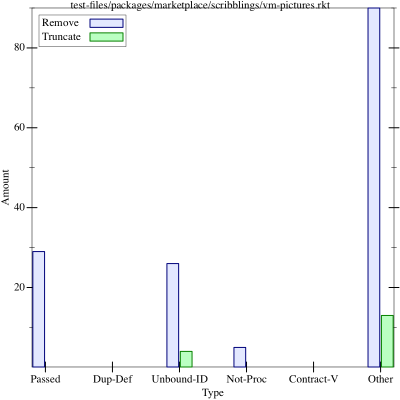 test-files/packages/marketplace/scribblings/vm-pictures.rkt
Remove
Truncate
80
60
40
20
Amount
Passed Dup-Def Unbound-ID Not-Proc Contract-V Other
Type